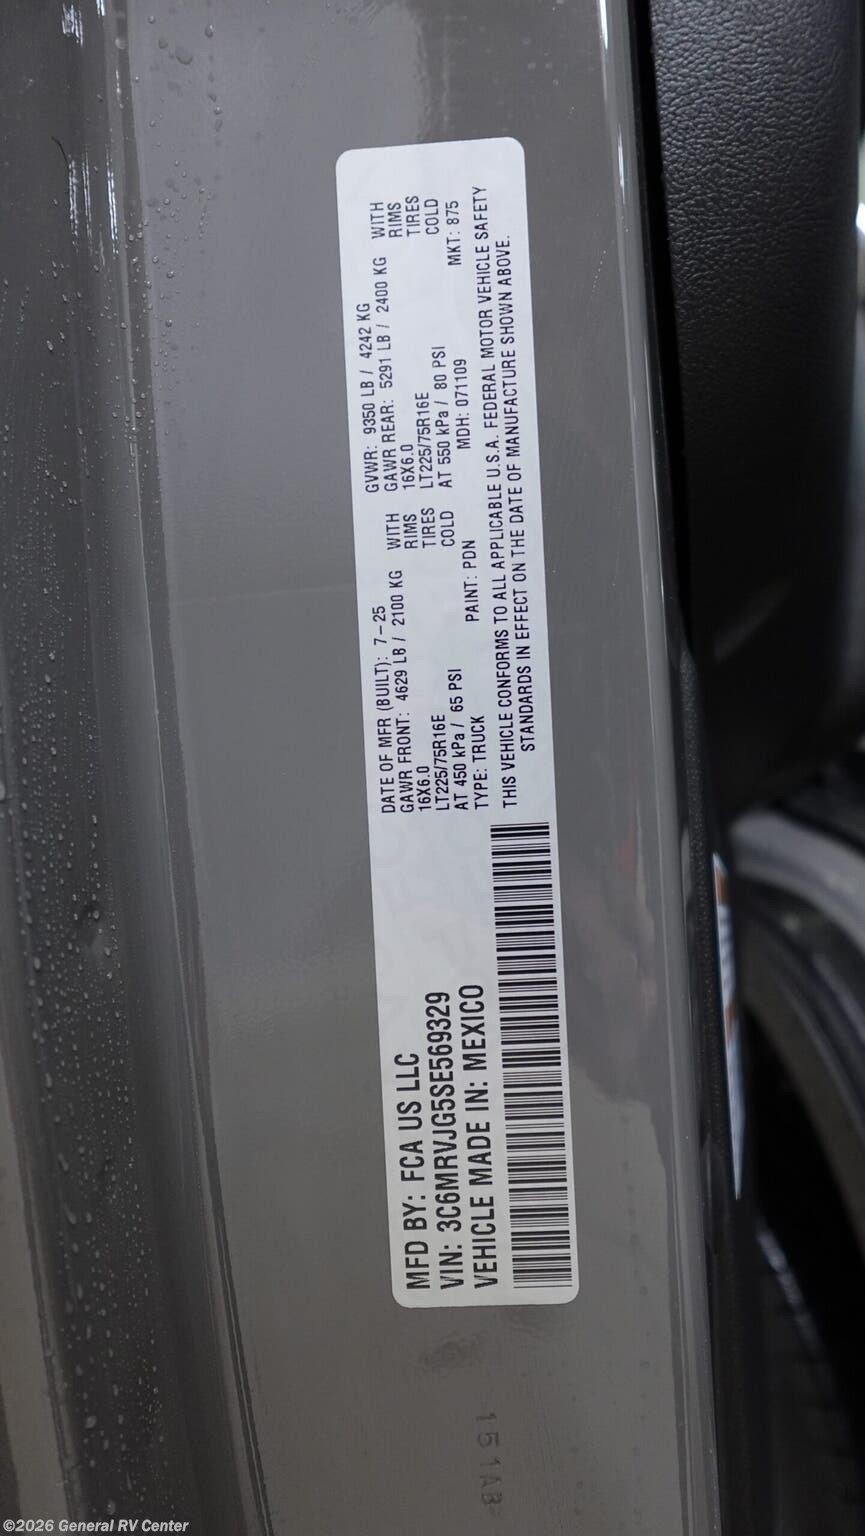 MFD BY: FCA US LLC
VIN: 3C6MRVJG5SE569329
VEHICLE MADE IN: MEXICO
DATE OF MFR (BUILT): 7-25 GVWR: 9350 LB / 4242 KG
GAWR FRONT: 4629 LB / 2100 KG WITH GAWR REAR: 5291 LB / 2400 KG WITH
16X6.0 RIMS 16X6.0 RIMS
LT225/75R16E TIRES LT225/75R16E TIRES
AT 450 kPa / 65 PSI COLD AT 550 kPa / 80 PSI COLD
TYPE: TRUCK PAINT: PDN MDH: 071109 MKT: 875
THIS VEHICLE CONFORMS TO ALL APPLICABLE U.S.A. FEDERAL MOTOR VEHICLE SAFETY
STANDARDS IN EFFECT ON THE DATE OF MANUFACTURE SHOWN ABOVE.
©2026 General RV Center